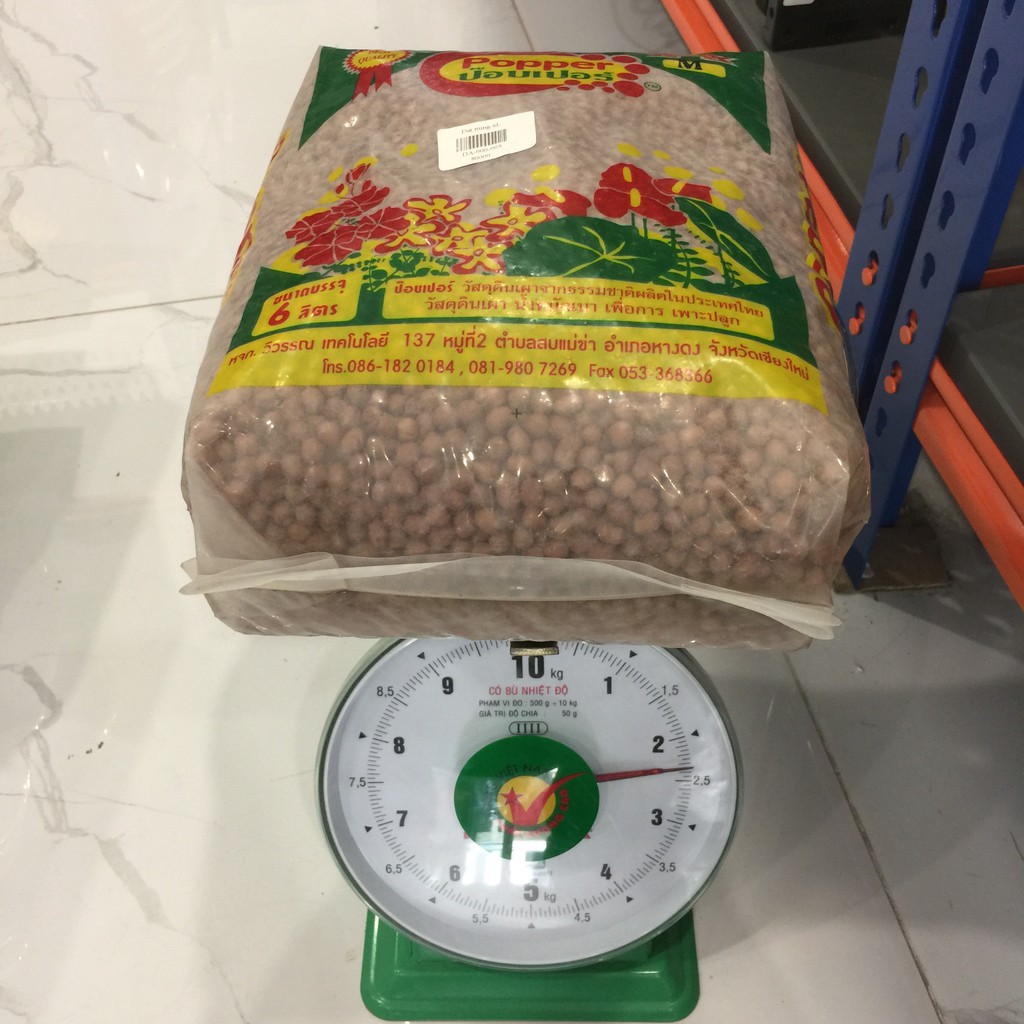 QUALITY
Popper
ป๊อบเปอร์
M
Đất nung XL
80000
ขนาดบรรจุ
6 ลิตร
ป๊อบเปอร์ วัสดุดินเผาจากธรรมชาติผลิตในประเทศไทย
วัสดุดินเผา น้ำหนักเบา เพื่อการ เพาะปลูก
หจก. วิวรรณ เทคโนโลยี 137 หมู่ที่2 ตำบลสบแม่ข่า อำเภอหางดง จังหวัดเชียงใหม่
โทร.086-182 0184 , 081-980 7269 Fax 053-368366
10 kg
CÓ BÙ NHIỆT ĐỘ
PHẠM VI ĐO : 500 g ÷ 10 kg
GIÁ TRỊ ĐỘ CHIA : 50 g
VIỆT NAM
9
1
8,5
1,5
8
2
7,5
2,5
7
3
6,5
3,5
6
4
5,5
5 kg
4,5